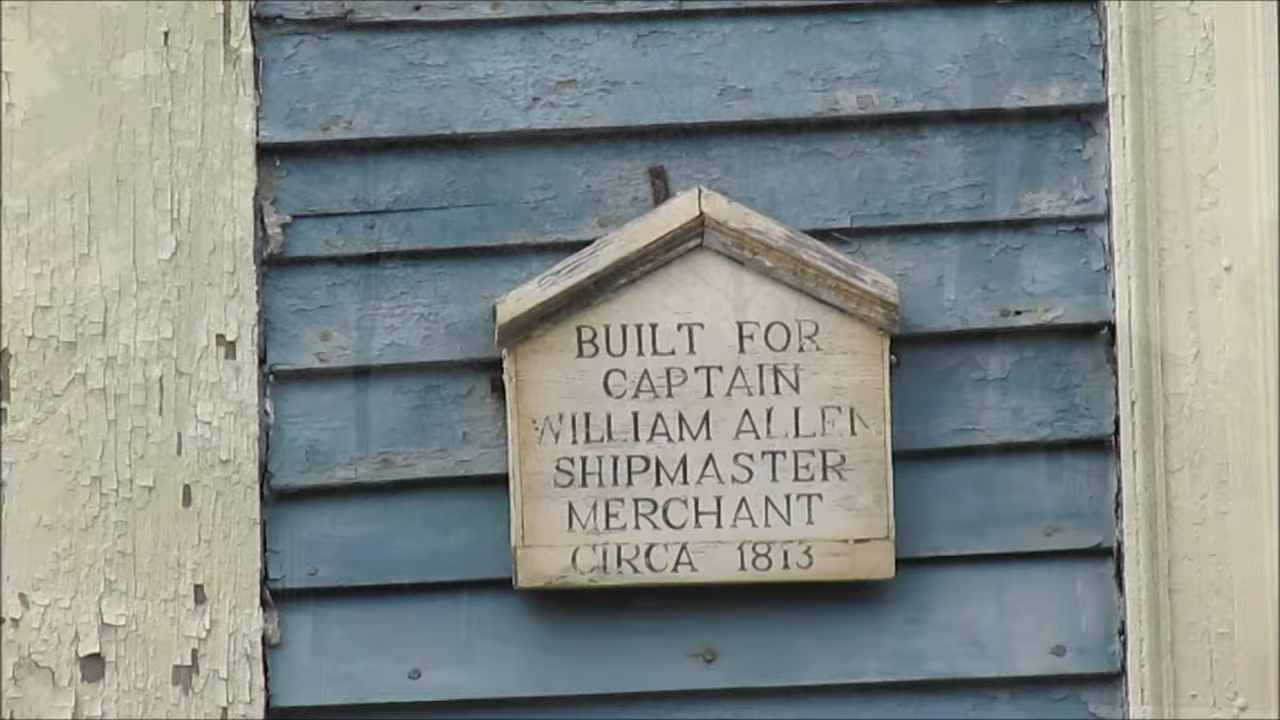 BUILT FOR
CAPTAIN
WILLIAM ALLEN
SHIPMASTER
MERCHANT
CIRCA 1813